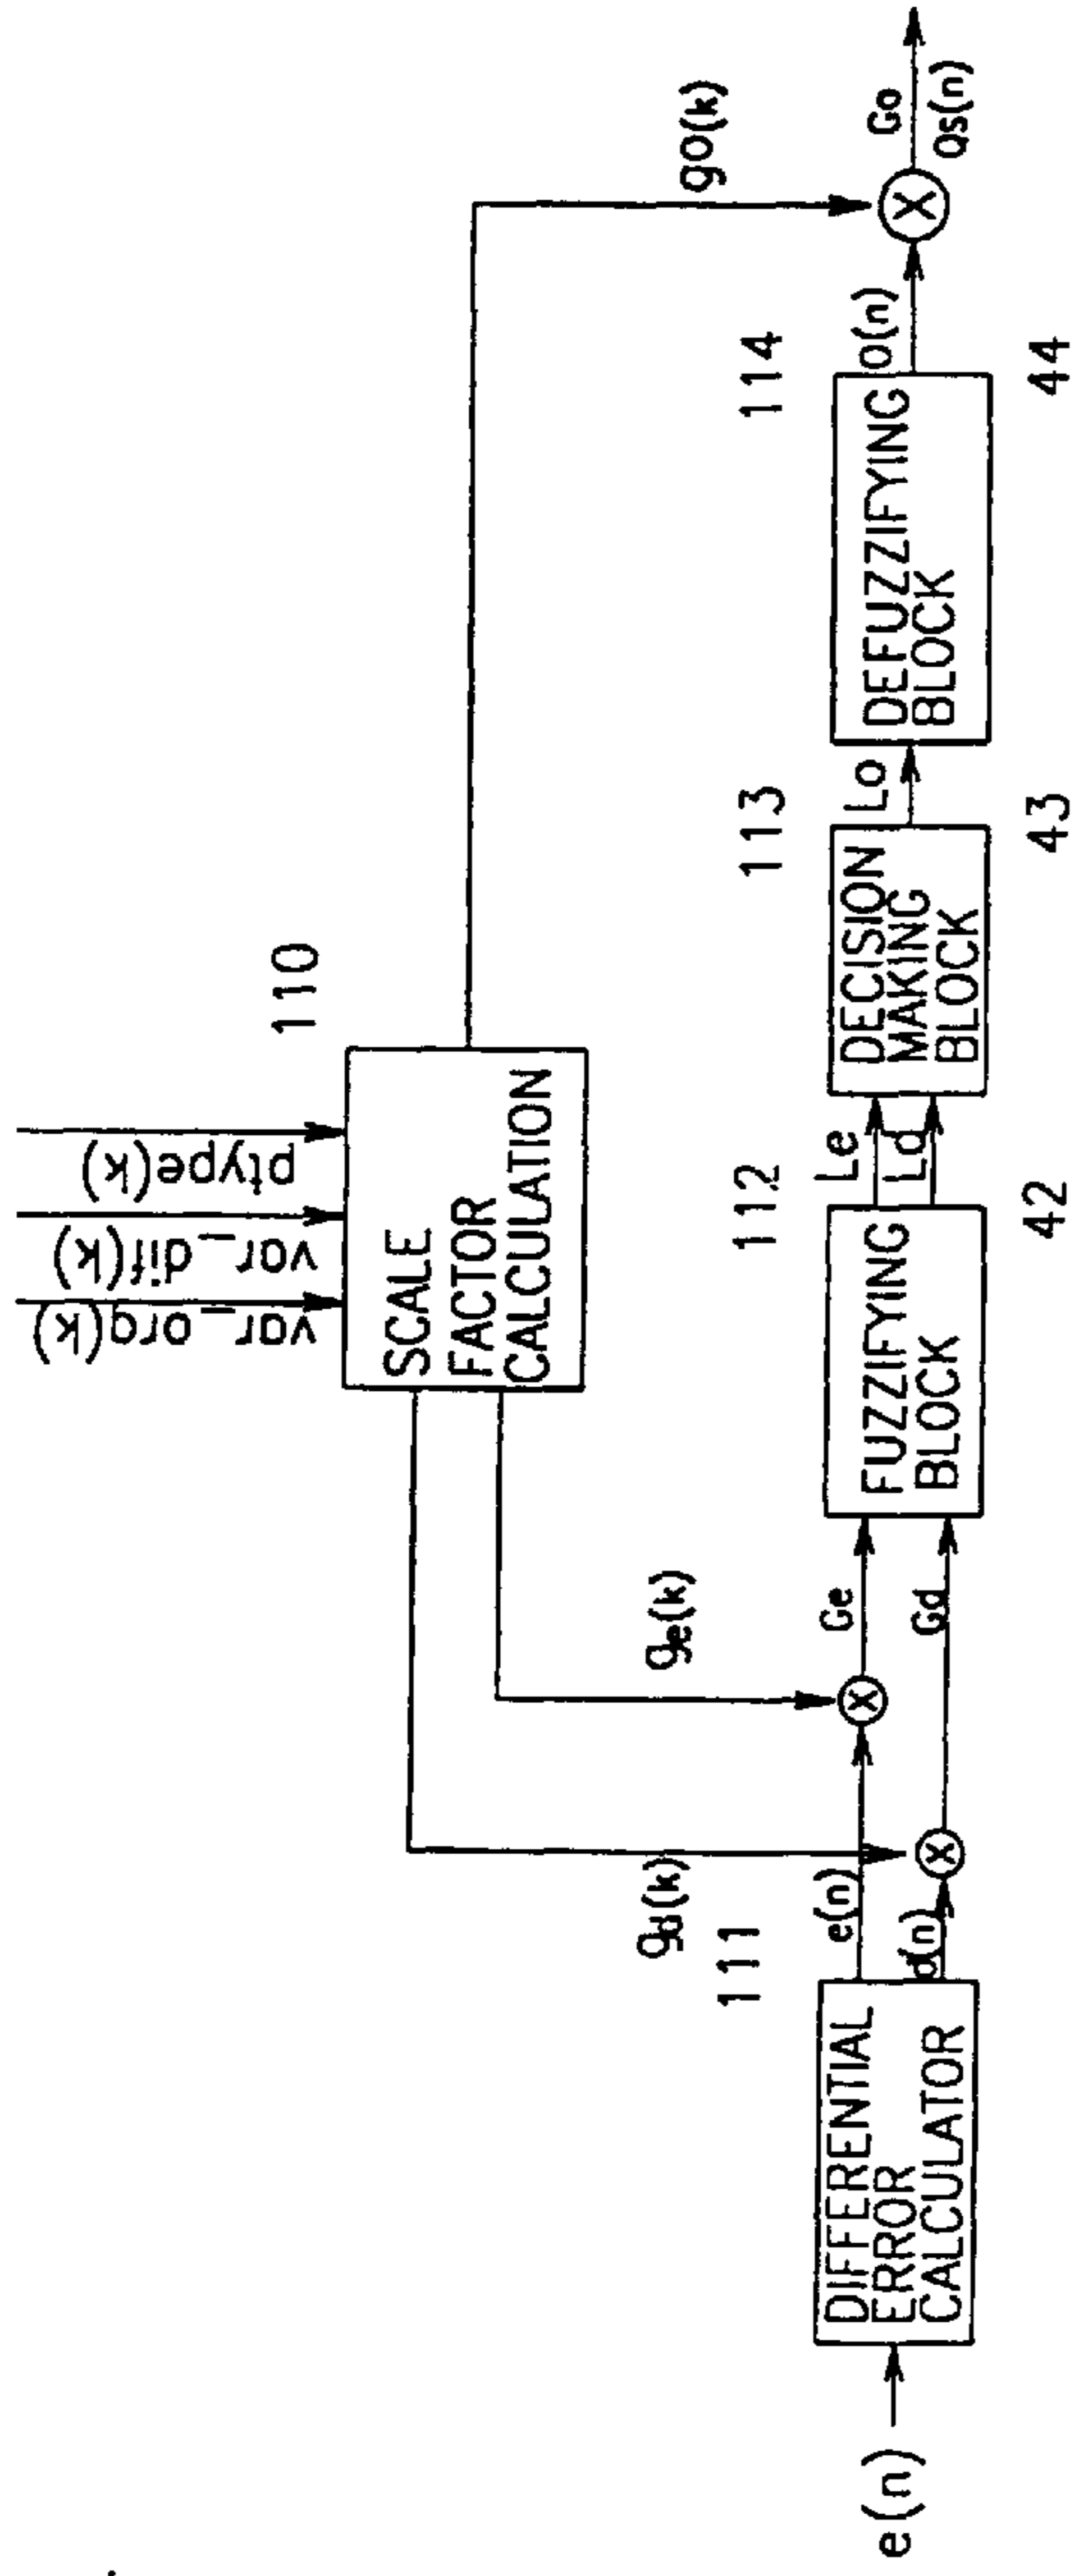 ptype(k)
var_dif(k)
var_org(k)
110
SCALE
FACTOR
CALCULATION
go(k)
ge(k)
gd(k)
111
112
113
114
e(n)
DIFFERENTIAL
ERROR
CALCULATOR
e(n)
d(n)
Ge
Gd
FUZZIFYING
BLOCK
Le
Ld
DECISION
MAKING
BLOCK
Lo
DEFUZZIFYING
BLOCK
O(n)
Go
Qs(n)
42
43
44